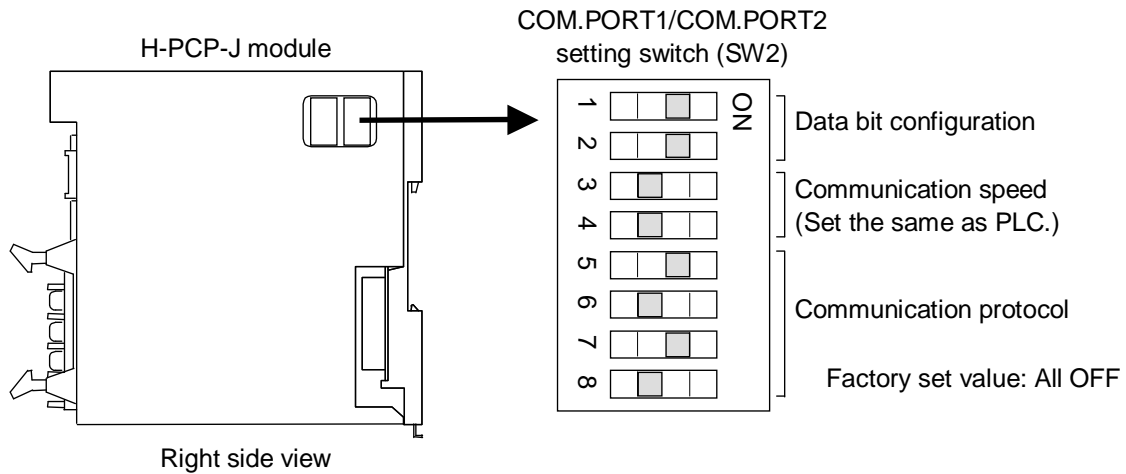 COM.PORT1/COM.PORT2
setting switch (SW2)
H-PCP-J module
ON
1
2
3
4
5
6
7
8
Data bit configuration
Communication speed
(Set the same as PLC.)
Communication protocol
Factory set value: All OFF
Right side view